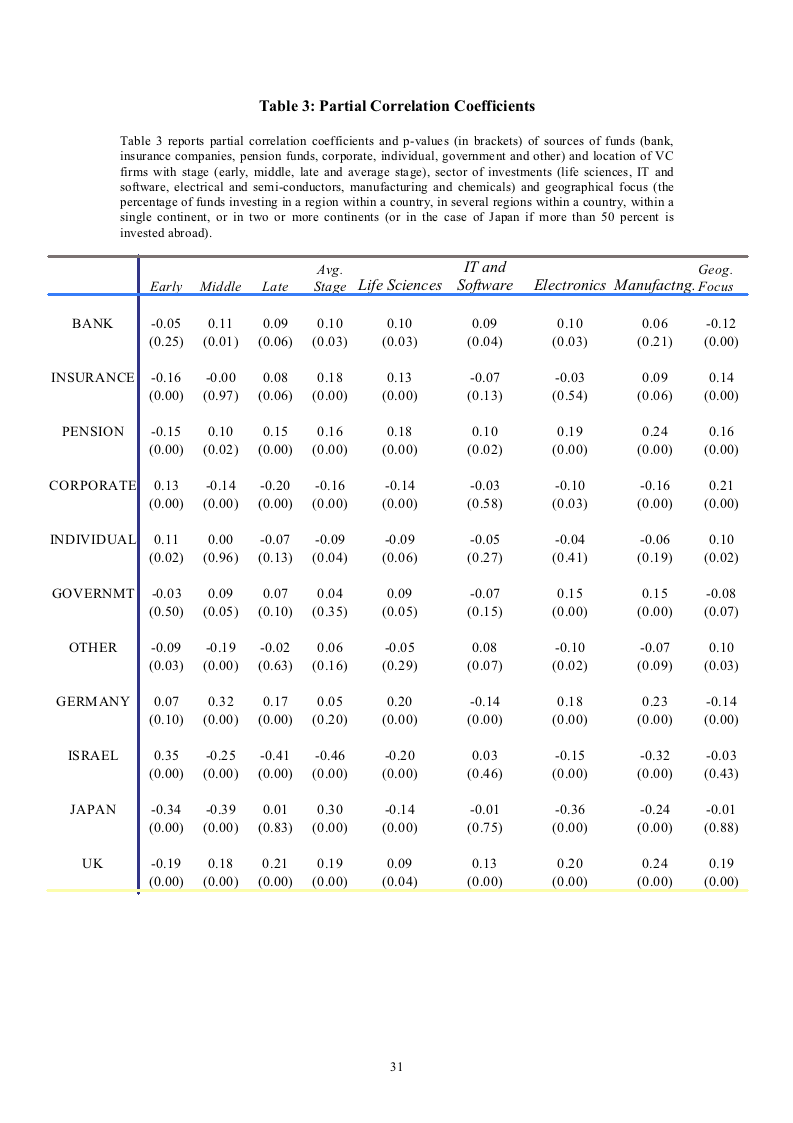 Table 3: Partial Correlation Coefficients
Table 3 reports partial correlation coefficients and p-values (in brackets) of sources of funds (bank,
insurance companies, pension funds, corporate, individual, government and other) and location of VC
firms with stage (early, middle, late and average stage), sector of investments (life sciences, IT and
software, electrical and semi-conductors, manufacturing and chemicals) and geographical focus (the
percentage of funds investing in a region within a country, in several regions within a country, within a
single continent, or in two or more continents (or in the case of Japan if more than 50 percent is
invested abroad).
Early Middle Late Avg. Stage Life Sciences IT and Software Electronics Manufactng. Geog. Focus
BANK -0.05 0.11 0.09 0.10 0.10 0.09 0.10 0.06 -0.12
(0.25) (0.01) (0.06) (0.03) (0.03) (0.04) (0.03) (0.21) (0.00)
INSURANCE -0.16 -0.00 0.08 0.18 0.13 -0.07 -0.03 0.09 0.14
(0.00) (0.97) (0.06) (0.00) (0.00) (0.13) (0.54) (0.06) (0.00)
PENSION -0.15 0.10 0.15 0.16 0.18 0.10 0.19 0.24 0.16
(0.00) (0.02) (0.00) (0.00) (0.00) (0.02) (0.00) (0.00) (0.00)
CORPORATE 0.13 -0.14 -0.20 -0.16 -0.14 -0.03 -0.10 -0.16 0.21
(0.00) (0.00) (0.00) (0.00) (0.00) (0.58) (0.03) (0.00) (0.00)
INDIVIDUAL 0.11 0.00 -0.07 -0.09 -0.09 -0.05 -0.04 -0.06 0.10
(0.02) (0.96) (0.13) (0.04) (0.06) (0.27) (0.41) (0.19) (0.02)
GOVERNMT -0.03 0.09 0.07 0.04 0.09 -0.07 0.15 0.15 -0.08
(0.50) (0.05) (0.10) (0.35) (0.05) (0.15) (0.00) (0.00) (0.07)
OTHER -0.09 -0.19 -0.02 0.06 -0.05 0.08 -0.10 -0.07 0.10
(0.03) (0.00) (0.63) (0.16) (0.29) (0.07) (0.02) (0.09) (0.03)
GERMANY 0.07 0.32 0.17 0.05 0.20 -0.14 0.18 0.23 -0.14
(0.10) (0.00) (0.00) (0.20) (0.00) (0.00) (0.00) (0.00) (0.00)
ISRAEL 0.35 -0.25 -0.41 -0.46 -0.20 0.03 -0.15 -0.32 -0.03
(0.00) (0.00) (0.00) (0.00) (0.00) (0.46) (0.00) (0.00) (0.43)
JAPAN -0.34 -0.39 0.01 0.30 -0.14 -0.01 -0.36 -0.24 -0.01
(0.00) (0.00) (0.83) (0.00) (0.00) (0.75) (0.00) (0.00) (0.88)
UK -0.19 0.18 0.21 0.19 0.09 0.13 0.20 0.24 0.19
(0.00) (0.00) (0.00) (0.00) (0.04) (0.00) (0.00) (0.00) (0.00)
31